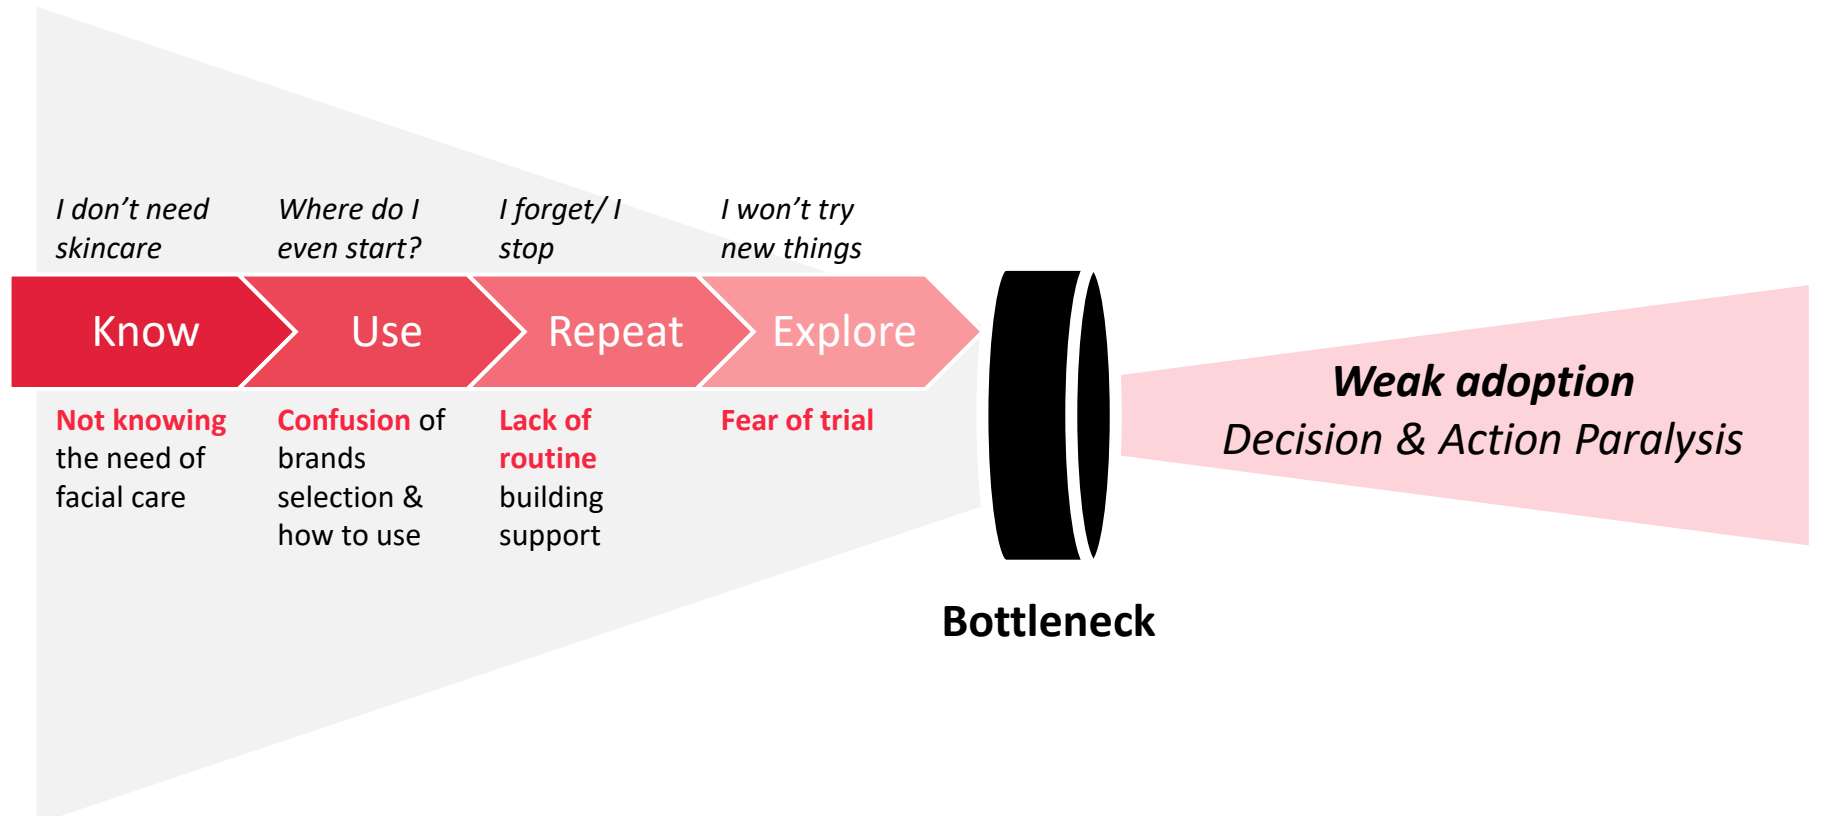 I don't need
skincare
Where do I
even start?
I forget/ I
stop
I won't try
new things
Know
Use
Repeat
Explore
Not knowing
the need of
facial care
Confusion of
brands
selection &
how to use
Lack of
routine
building
support
Fear of trial
Bottleneck
Weak adoption
Decision & Action Paralysis